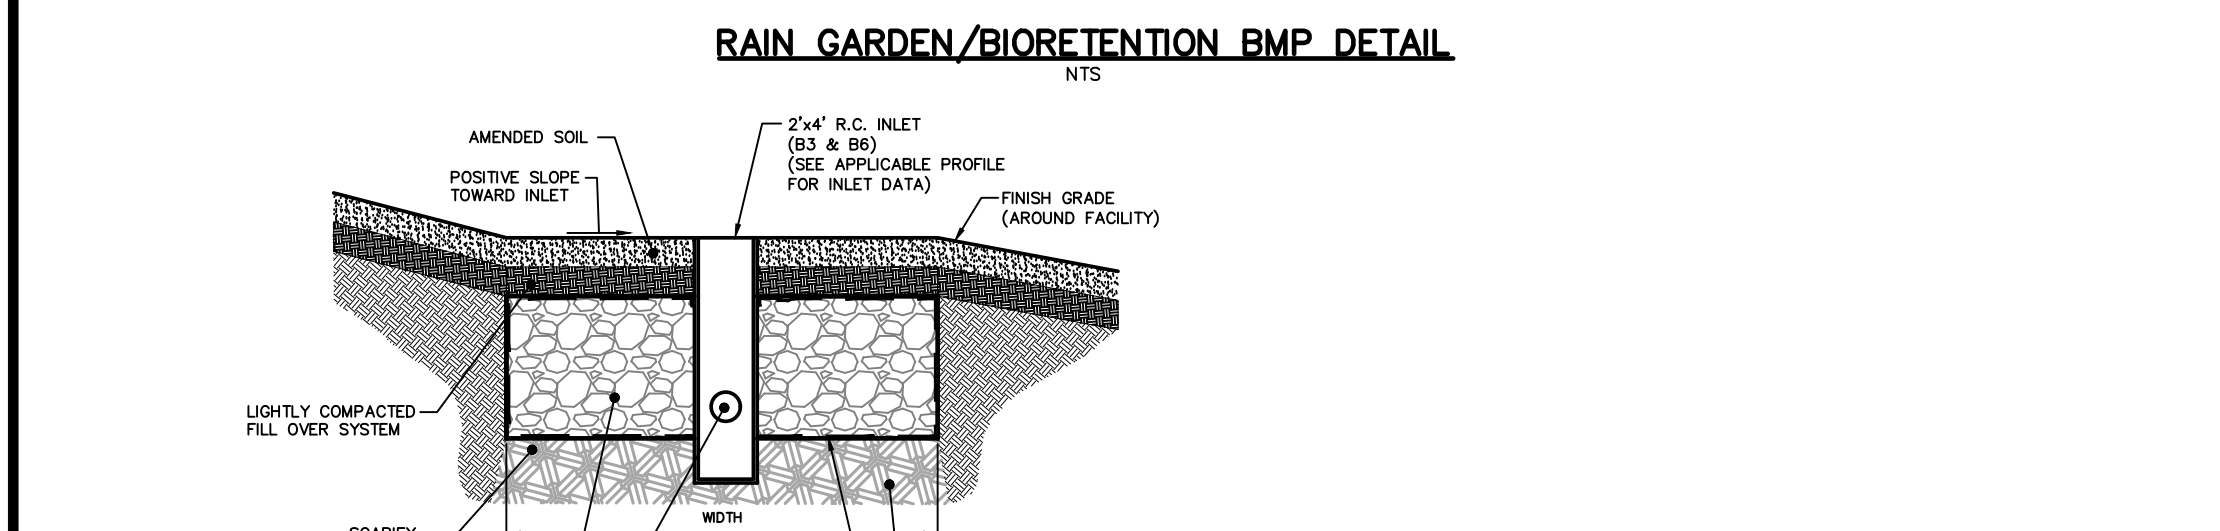 RAIN GARDEN/BIORETENTION BMP DETAIL
NTS
AMENDED SOIL
2'x4' R.C. INLET
(B3 & B6)
(SEE APPLICABLE PROFILE
FOR INLET DATA)
POSITIVE SLOPE
TOWARD INLET
FINISH GRADE
(AROUND FACILITY)
LIGHTLY COMPACTED
FILL OVER SYSTEM
WIDTH